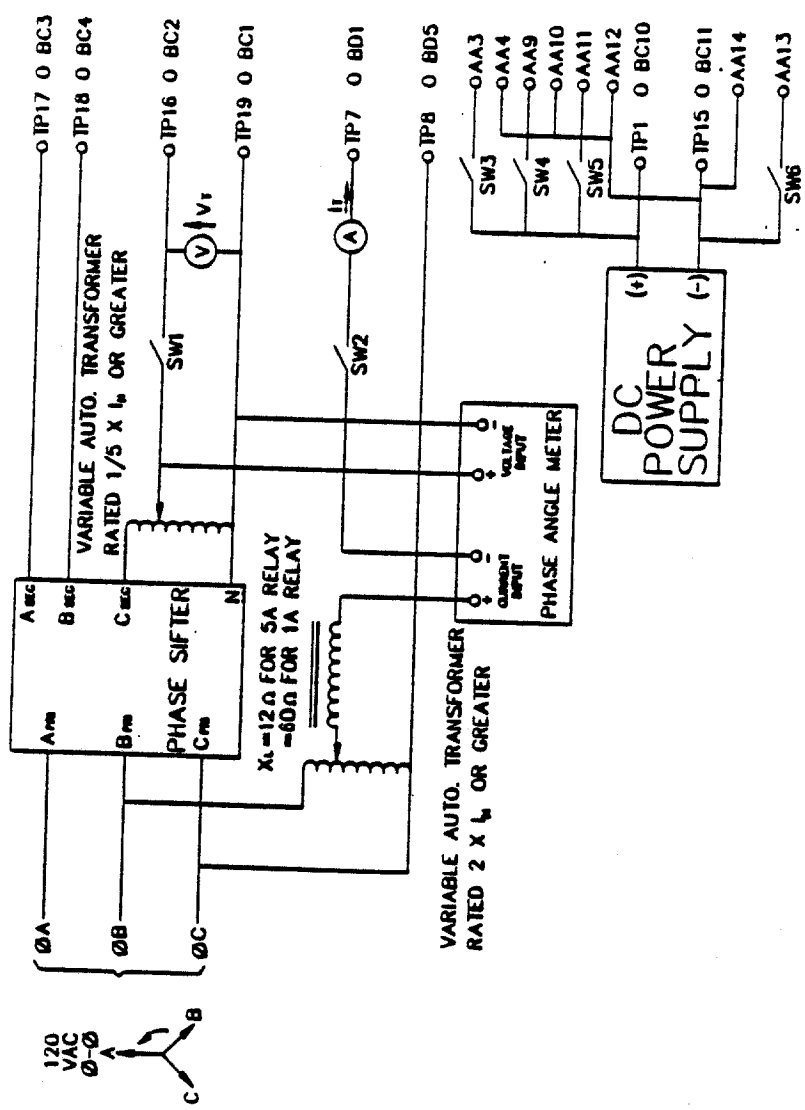 120
VAC
Ø-Ø
A
B
C
ØA
ØB
ØC
A PRI
B PRI
C PRI
PHASE SIFTER
A SEC
B SEC
C SEC
N
VARIABLE AUTO. TRANSFORMER
RATED 1/5 X IN OR GREATER
SW1
V
VT
TP17 O BC3
TP18 O BC4
TP16 O BC2
TP19 O BC1
XL=12Ω FOR 5A RELAY
=60Ω FOR 1A RELAY
SW2
A
IT
TP7 O BD1
TP8 O BD5
VARIABLE AUTO. TRANSFORMER
RATED 2 X IN OR GREATER
+ -
CURRENT
INPUT
+ -
VOLTAGE
INPUT
PHASE ANGLE METER
DC
POWER
SUPPLY
(+)
(-)
SW3
SW4
SW5
SW6
AA3
AA4
AA9
AA10
AA11
AA12
TP1 O BC10
TP15 O BC11
AA14
AA13